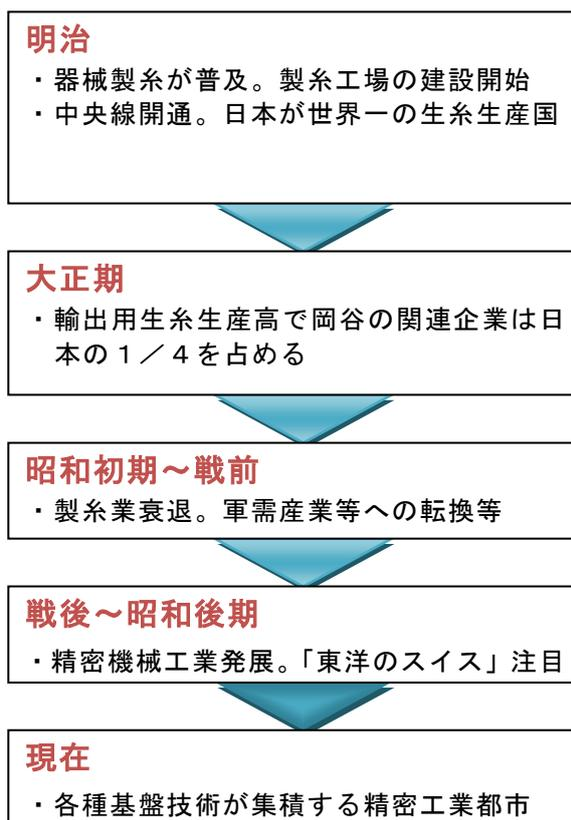 明治
・器械製糸が普及。製糸工場の建設開始
・中央線開通。日本が世界一の生糸生産国
大正期
・輸出用生糸生産高で岡谷の関連企業は日
本の１／４を占める
昭和初期～戦前
・製糸業衰退。軍需産業等への転換等
戦後～昭和後期
・精密機械工業発展。「東洋のスイス」注目
現在
・各種基盤技術が集積する精密工業都市